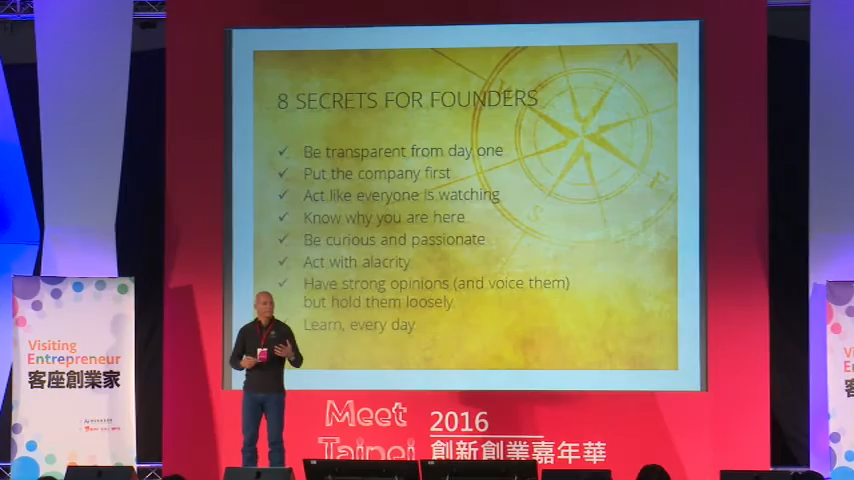 8 SECRETS FOR FOUNDERS
Be transparent from day one
Put the company first
Act like everyone is watching
Know why you are here
Be curious and passionate
Act with alacrity
Have strong opinions (and voice them)
but hold them loosely.
Learn, every day
N
E
S
Visiting
Entrepreneur
客座創業家
Meet
Taipei
2016
創新創業嘉年華